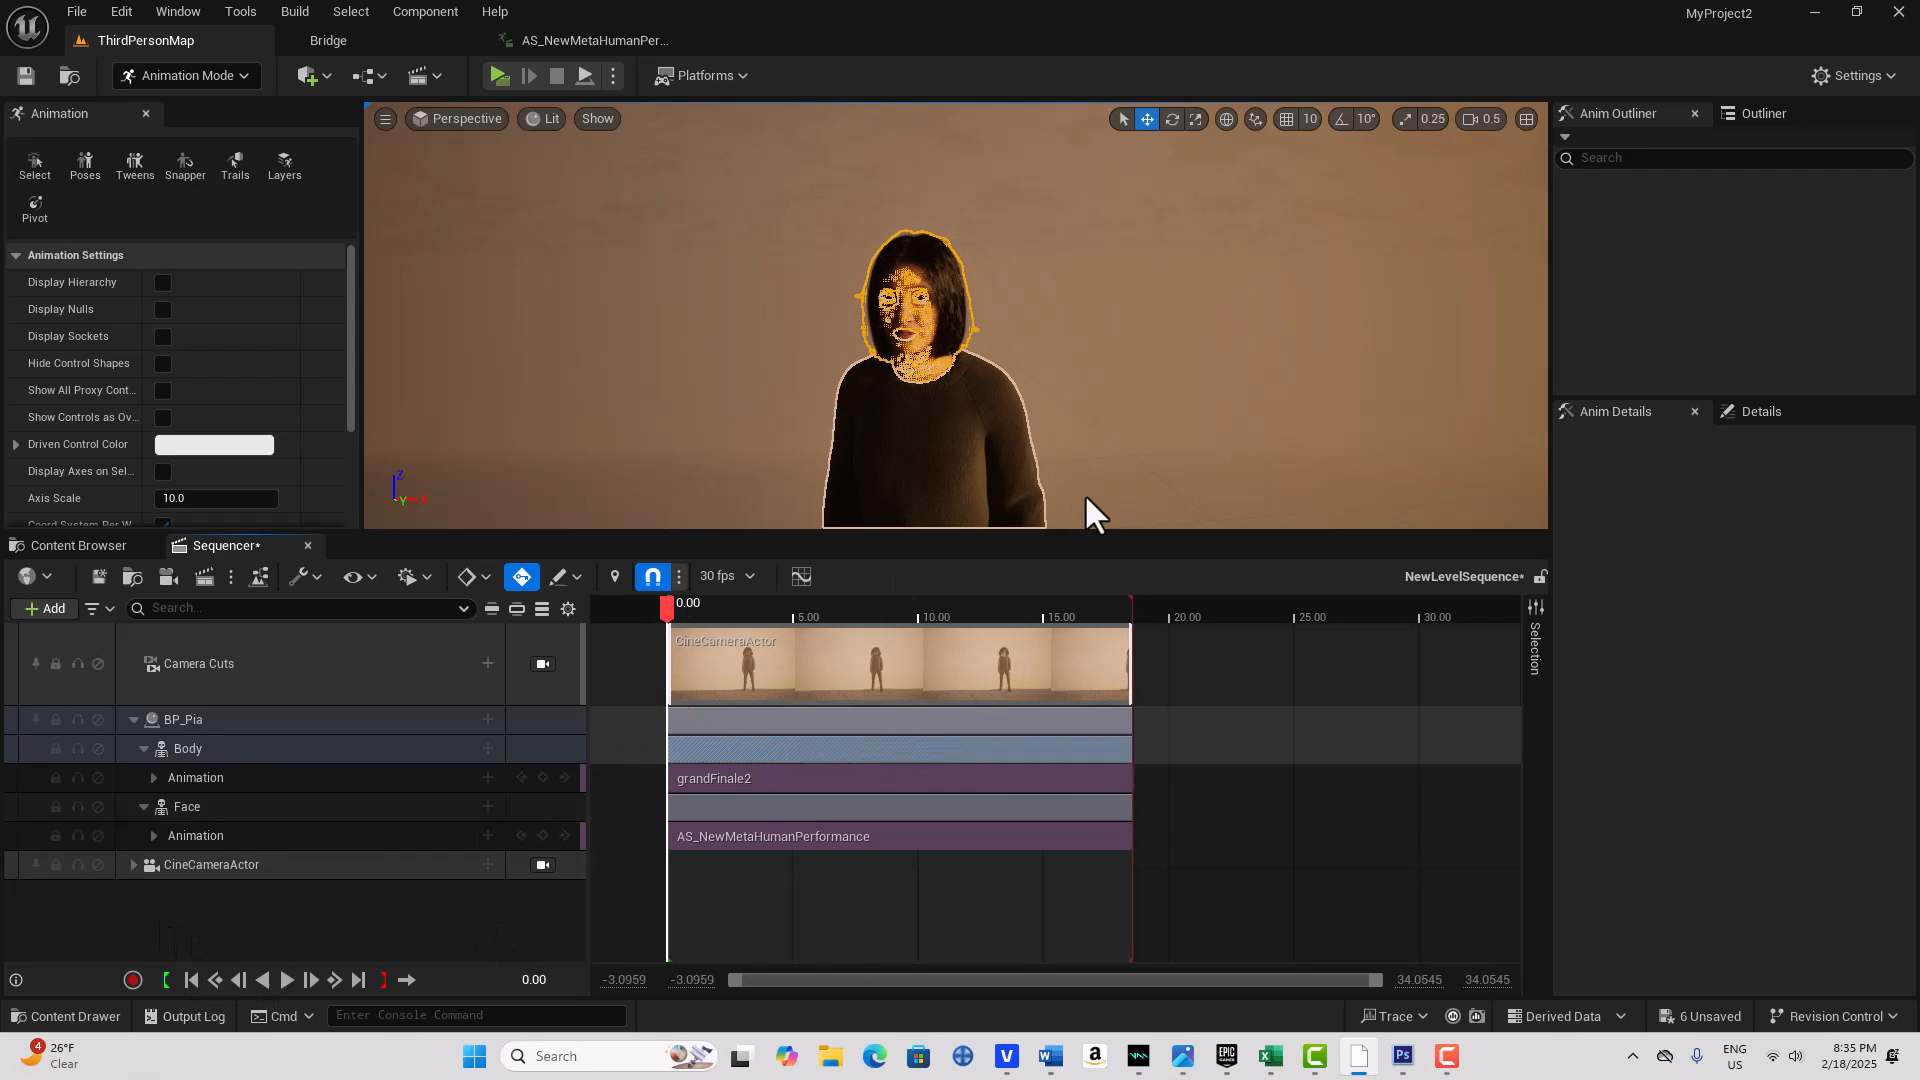 File Edit Window Tools Build Select Component Help
MyProject2
ThirdPersonMap
Bridge
AS_NewMetaHumanPer...
Animation Mode
Platforms
Settings
Animation
Perspective
Lit
Show
10
10°
0.25
0.5
Anim Outliner
Outliner
Search
Select Poses Tweens Snapper Trails Layers
Pivot
Animation Settings
Display Hierarchy
Display Nulls
Display Sockets
Hide Control Shapes
Show All Proxy Cont...
Show Controls as Ov...
Driven Control Color
Display Axes on Sel...
Axis Scale
10.0
Coord System Per W...
Z
Y
X
Anim Details
Details
Content Browser
Sequencer*
30 fps
NewLevelSequence*
Add
Search...
0.00
5.00
10.00
15.00
20.00
25.00
30.00
Selection
Camera Cuts
CineCameraActor
BP_Pia
Body
Animation
grandFinale2
Face
Animation
AS_NewMetaHumanPerformance
CineCameraActor
0.00
-3.0959
-3.0959
34.0545
34.0545
Content Drawer
Output Log
Cmd
Enter Console Command
Trace
Derived Data
6 Unsaved
Revision Control
4
26°F
Clear
Search
V
W
a
EPIC GAMES
X
C
Ps
C
ENG
US
8:35 PM
2/18/2025